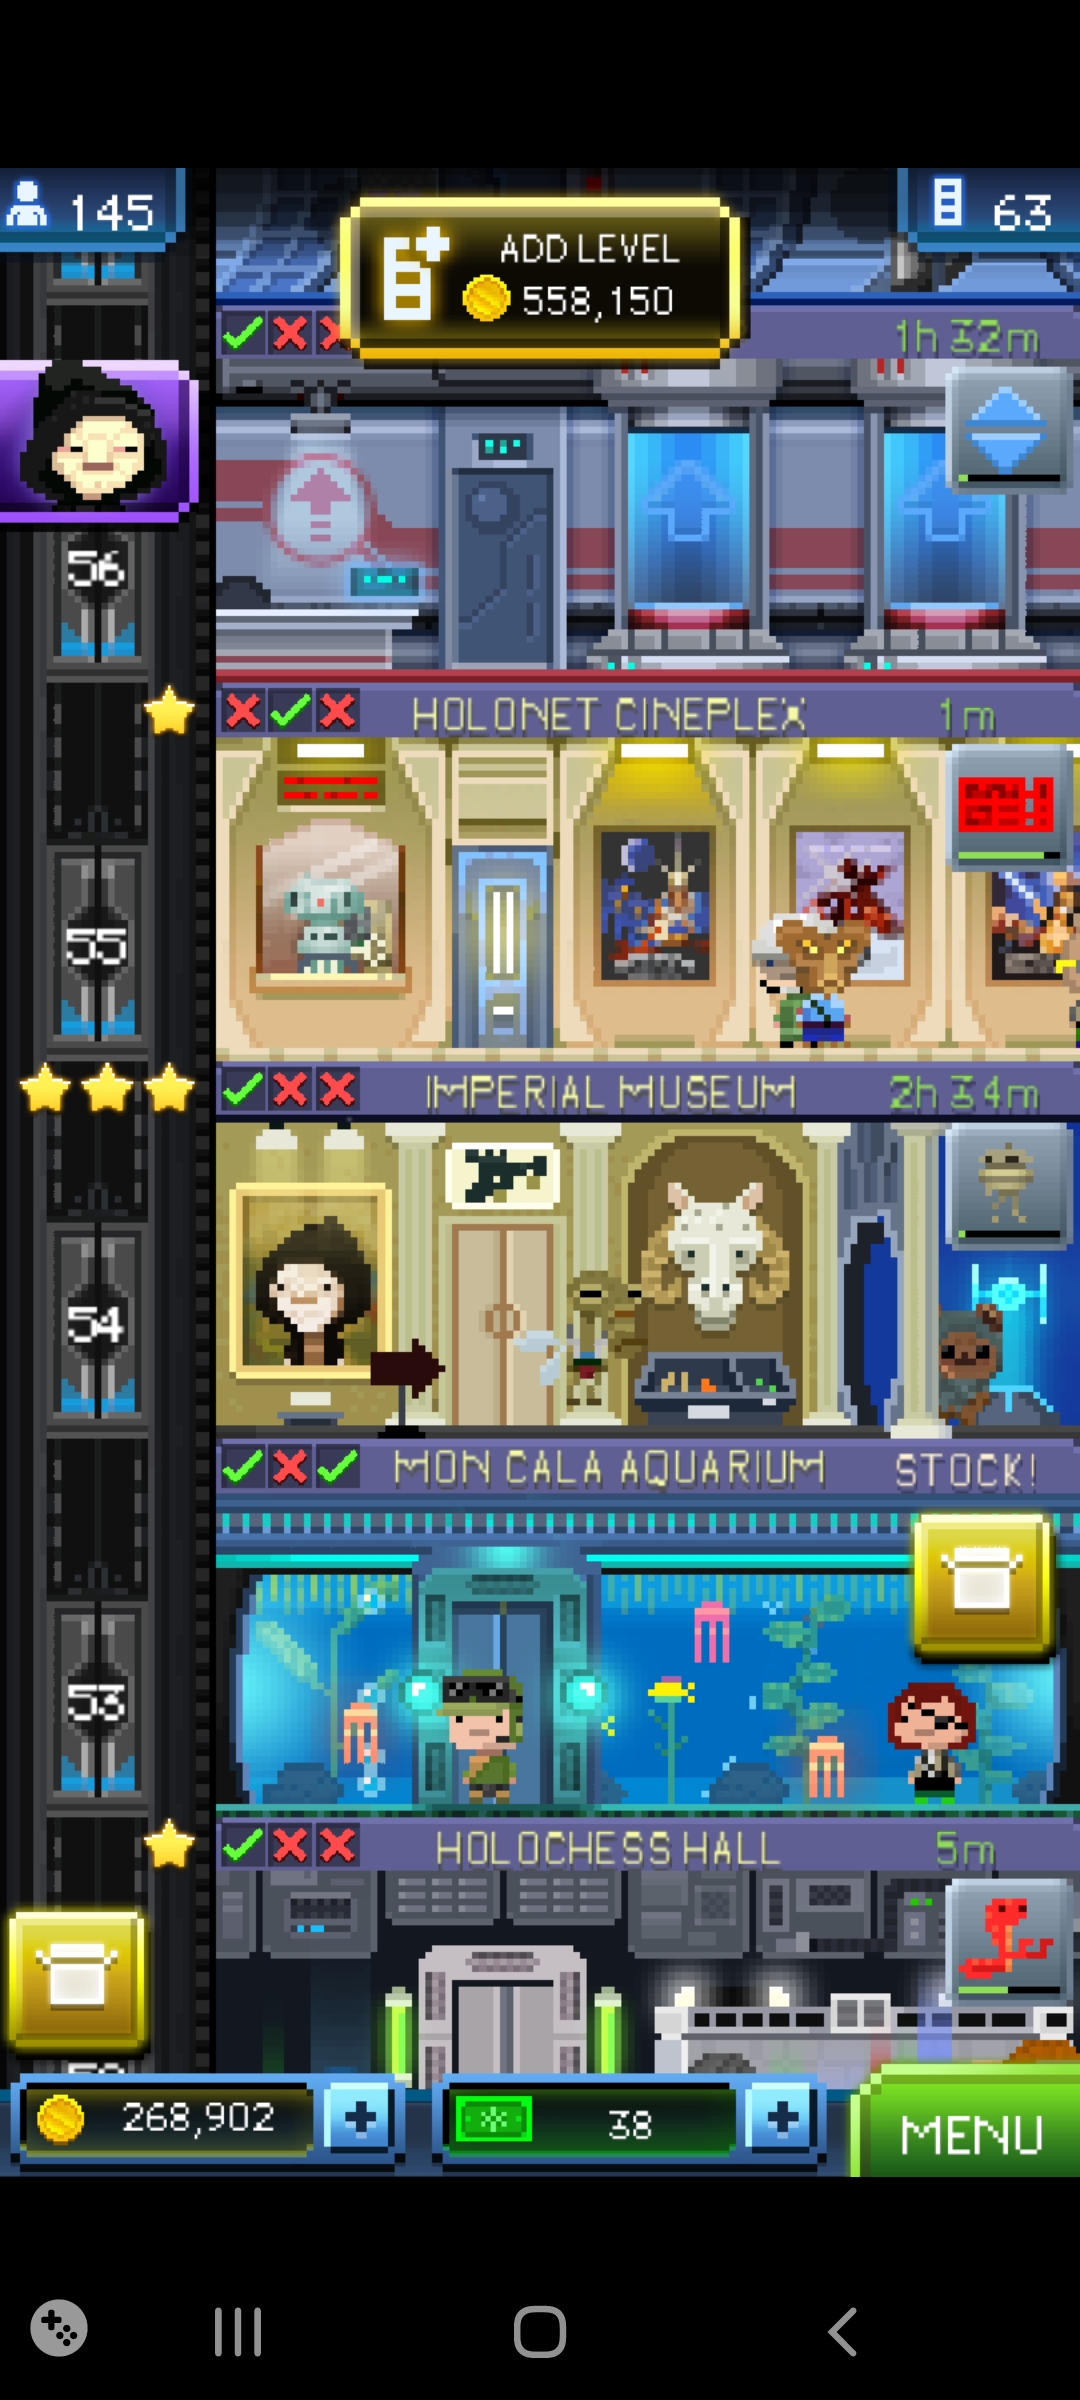 145
ADD LEVEL
558,150
63
1h 32m
56
HOLONET CINEPLEX
1m
55
IMPERIAL MUSEUM
2h 34m
54
MON CALA AQUARIUM
STOCK!
53
HOLOCHESS HALL
5m
268,902
+
38
+
MENU